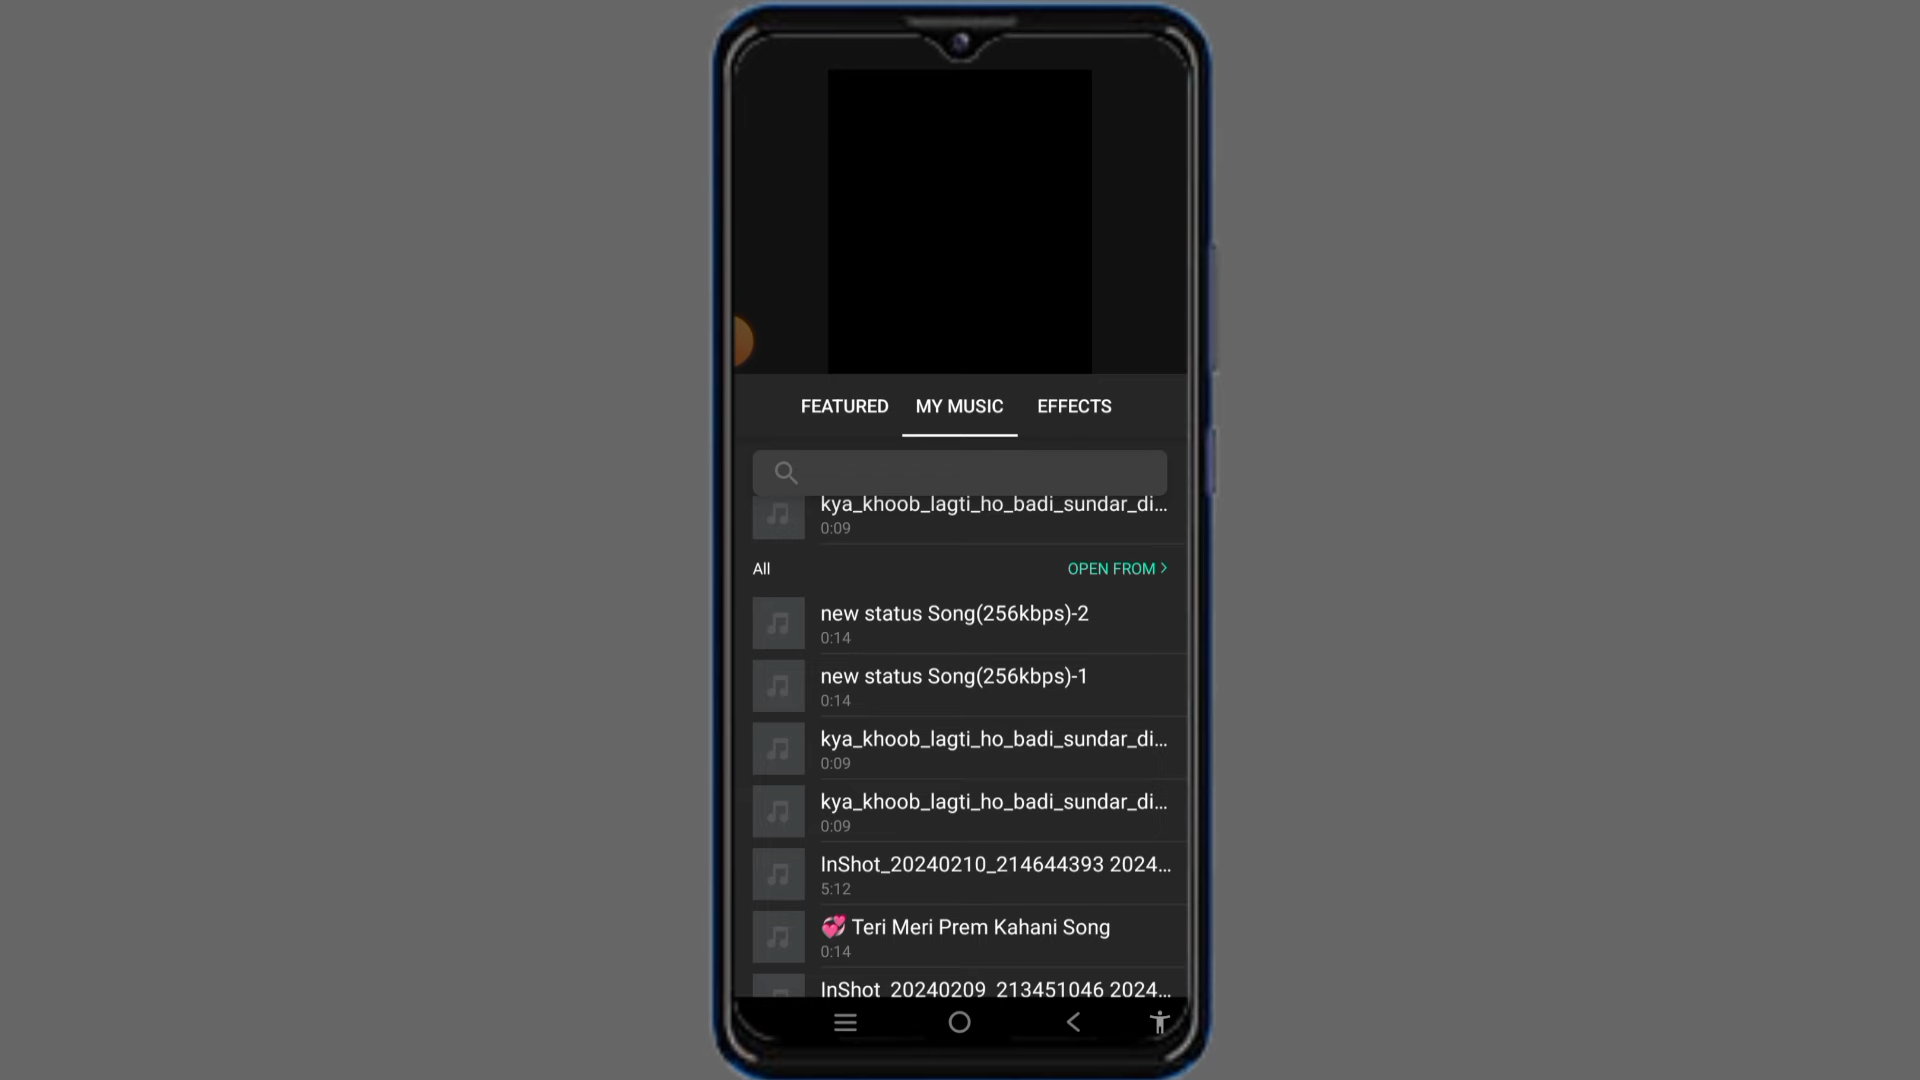 FEATURED MY MUSIC EFFECTS
kya_khoob_lagti_ho_badi_sundar_di...
0:09
All OPEN FROM >
new status Song(256kbps)-2
0:14
new status Song(256kbps)-1
0:14
kya_khoob_lagti_ho_badi_sundar_di...
0:09
kya_khoob_lagti_ho_badi_sundar_di...
0:09
InShot_20240210_214644393 2024...
5:12
💞 Teri Meri Prem Kahani Song
0:14
InShot_20240209_213451046 2024...